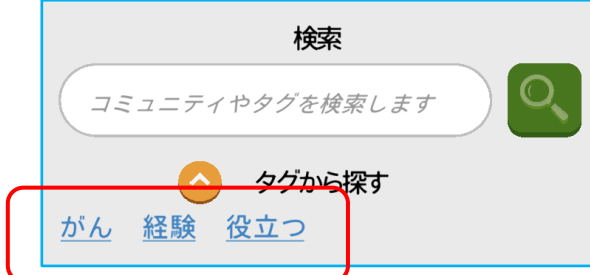 検索
コミュニティやタグを検索します
タグから探す
がん 経験 役立つ